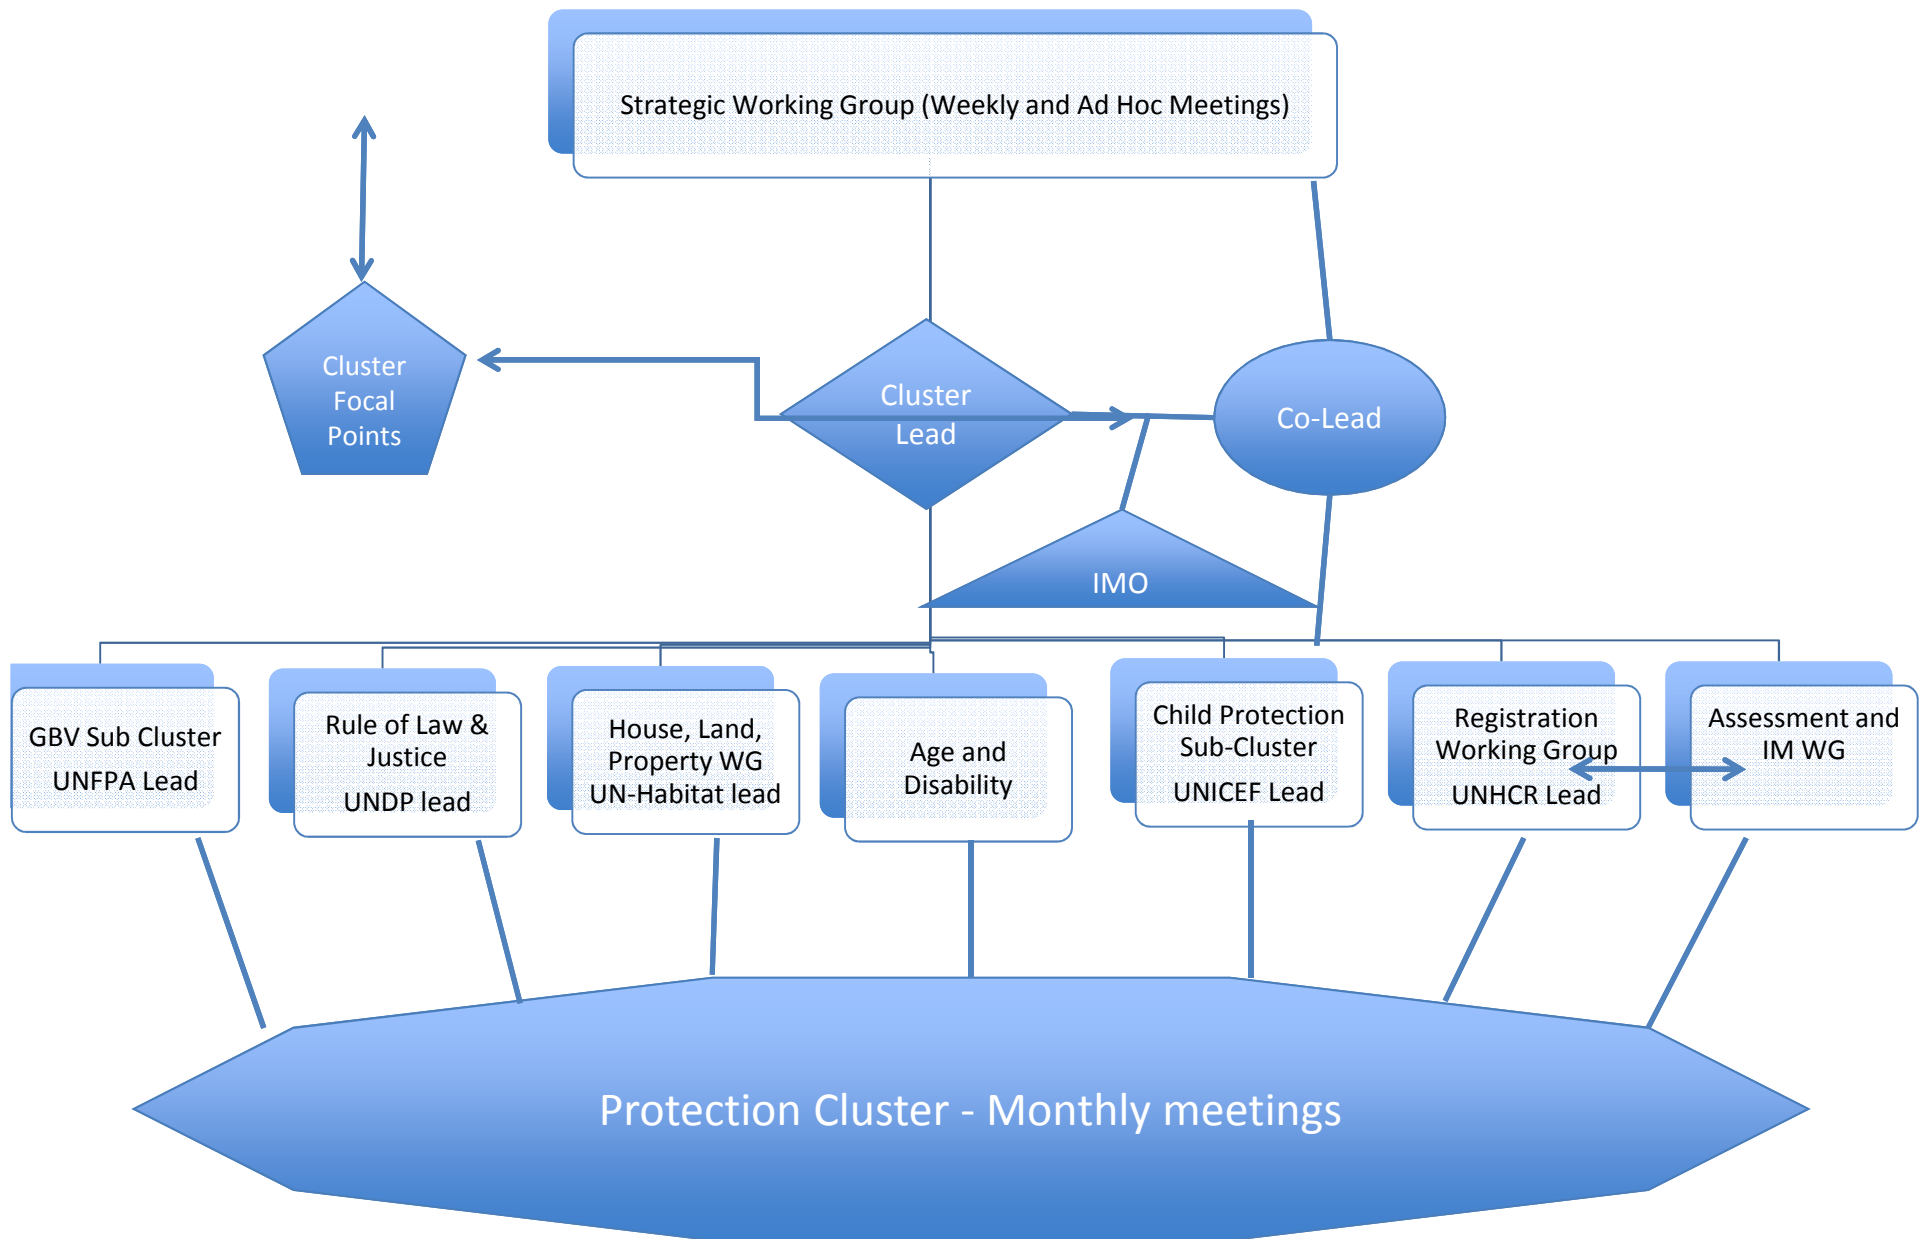 Strategic Working Group (Weekly and Ad Hoc Meetings)
Cluster
Focal
Points
Cluster
Lead
Co-Lead
IMO
GBV Sub Cluster
UNFPA Lead
Rule of Law &
Justice
UNDP lead
House, Land,
Property WG
UN-Habitat lead
Age and
Disability
Child Protection
Sub-Cluster
UNICEF Lead
Registration
Working Group
UNHCR Lead
Assessment and
IM WG
Protection Cluster - Monthly meetings